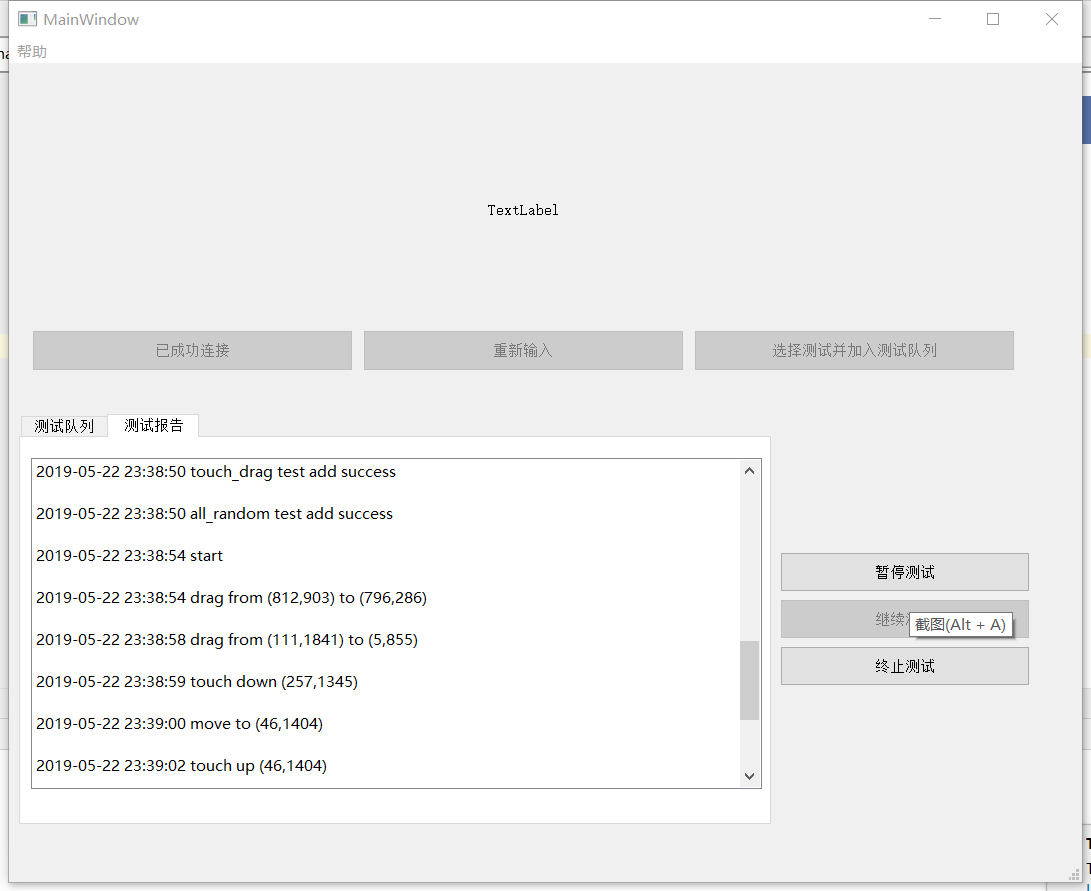 MainWindow
帮助
TextLabel
已成功连接
重新输入
选择测试并加入测试队列
测试队列
测试报告
2019-05-22 23:38:50 touch_drag test add success
2019-05-22 23:38:50 all_random test add success
2019-05-22 23:38:54 start
2019-05-22 23:38:54 drag from (812,903) to (796,286)
2019-05-22 23:38:58 drag from (111,1841) to (5,855)
2019-05-22 23:38:59 touch down (257,1345)
2019-05-22 23:39:00 move to (46,1404)
2019-05-22 23:39:02 touch up (46,1404)
暂停测试
继续
截图(Alt + A)
终止测试